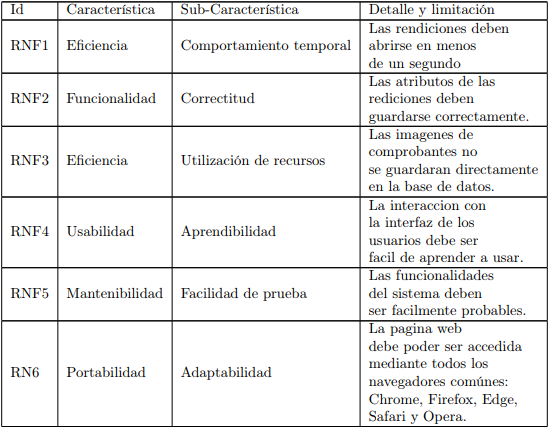 Id Característica Sub-Característica Detalle y limitación
RNF1 Eficiencia Comportamiento temporal Las rendiciones deben
abrirse en menos
de un segundo
RNF2 Funcionalidad Correctitud Las atributos de las
rediciones deben
guardarse correctamente.
RNF3 Eficiencia Utilización de recursos Las imagenes de
comprobantes no
se guardaran directamente
en la base de datos.
RNF4 Usabilidad Aprendibilidad La interaccion con
la interfaz de los
usuarios debe ser
facil de aprender a usar.
RNF5 Mantenibilidad Facilidad de prueba Las funcionalidades
del sistema deben
ser facilmente probables.
RN6 Portabilidad Adaptabilidad La pagina web
debe poder ser accedida
mediante todos los
navegadores comúnes:
Chrome, Firefox, Edge,
Safari y Opera.